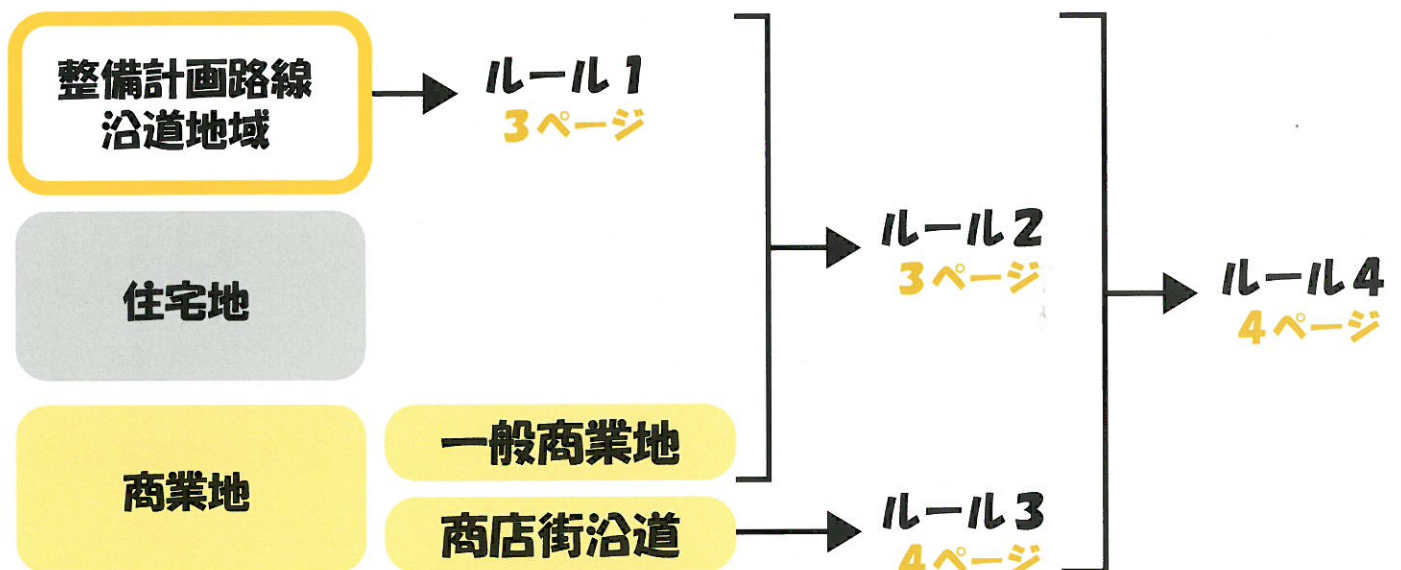 整備計画路線
沿道地域
ルール1
3ページ
住宅地
ルール2
3ページ
ルール4
4ページ
商業地
一般商業地
商店街沿道
ルール3
4ページ